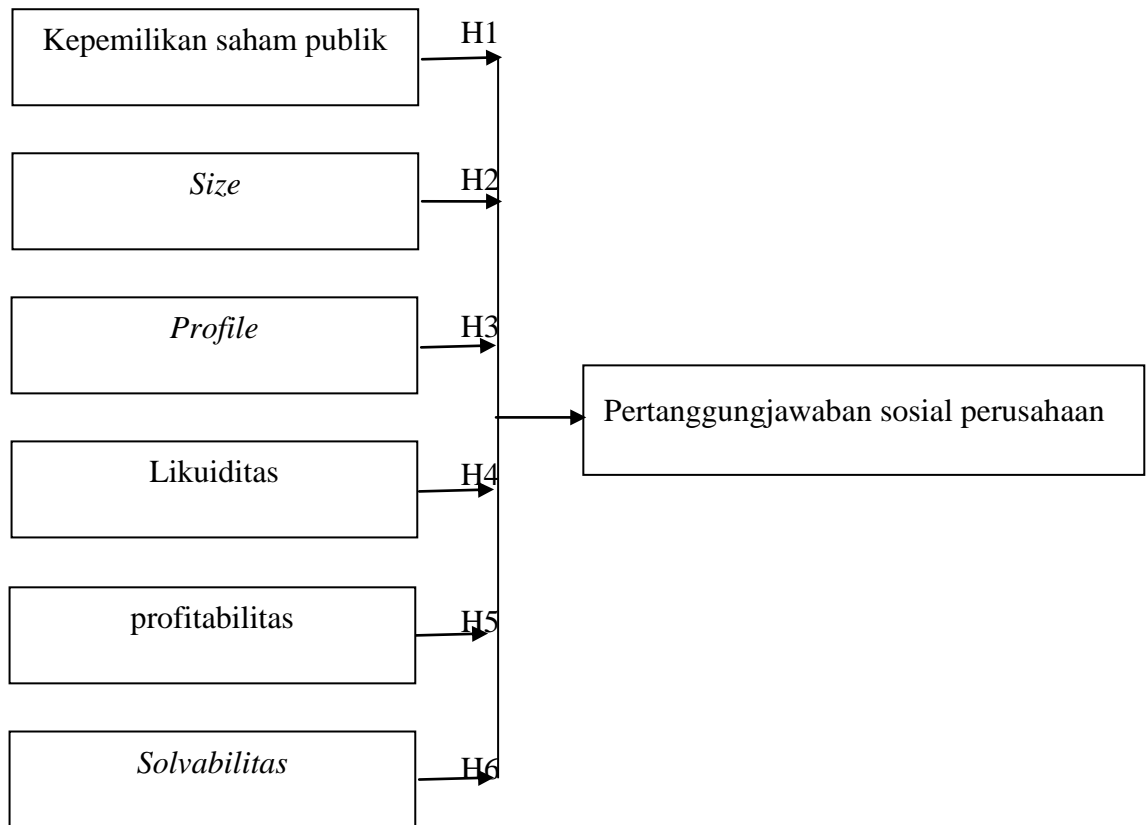 Kepemilikan saham publik
H1
Size
H2
Profile
H3
Likuiditas
H4
profitabilitas
H5
Solvabilitas
H6
Pertanggungjawaban sosial perusahaan